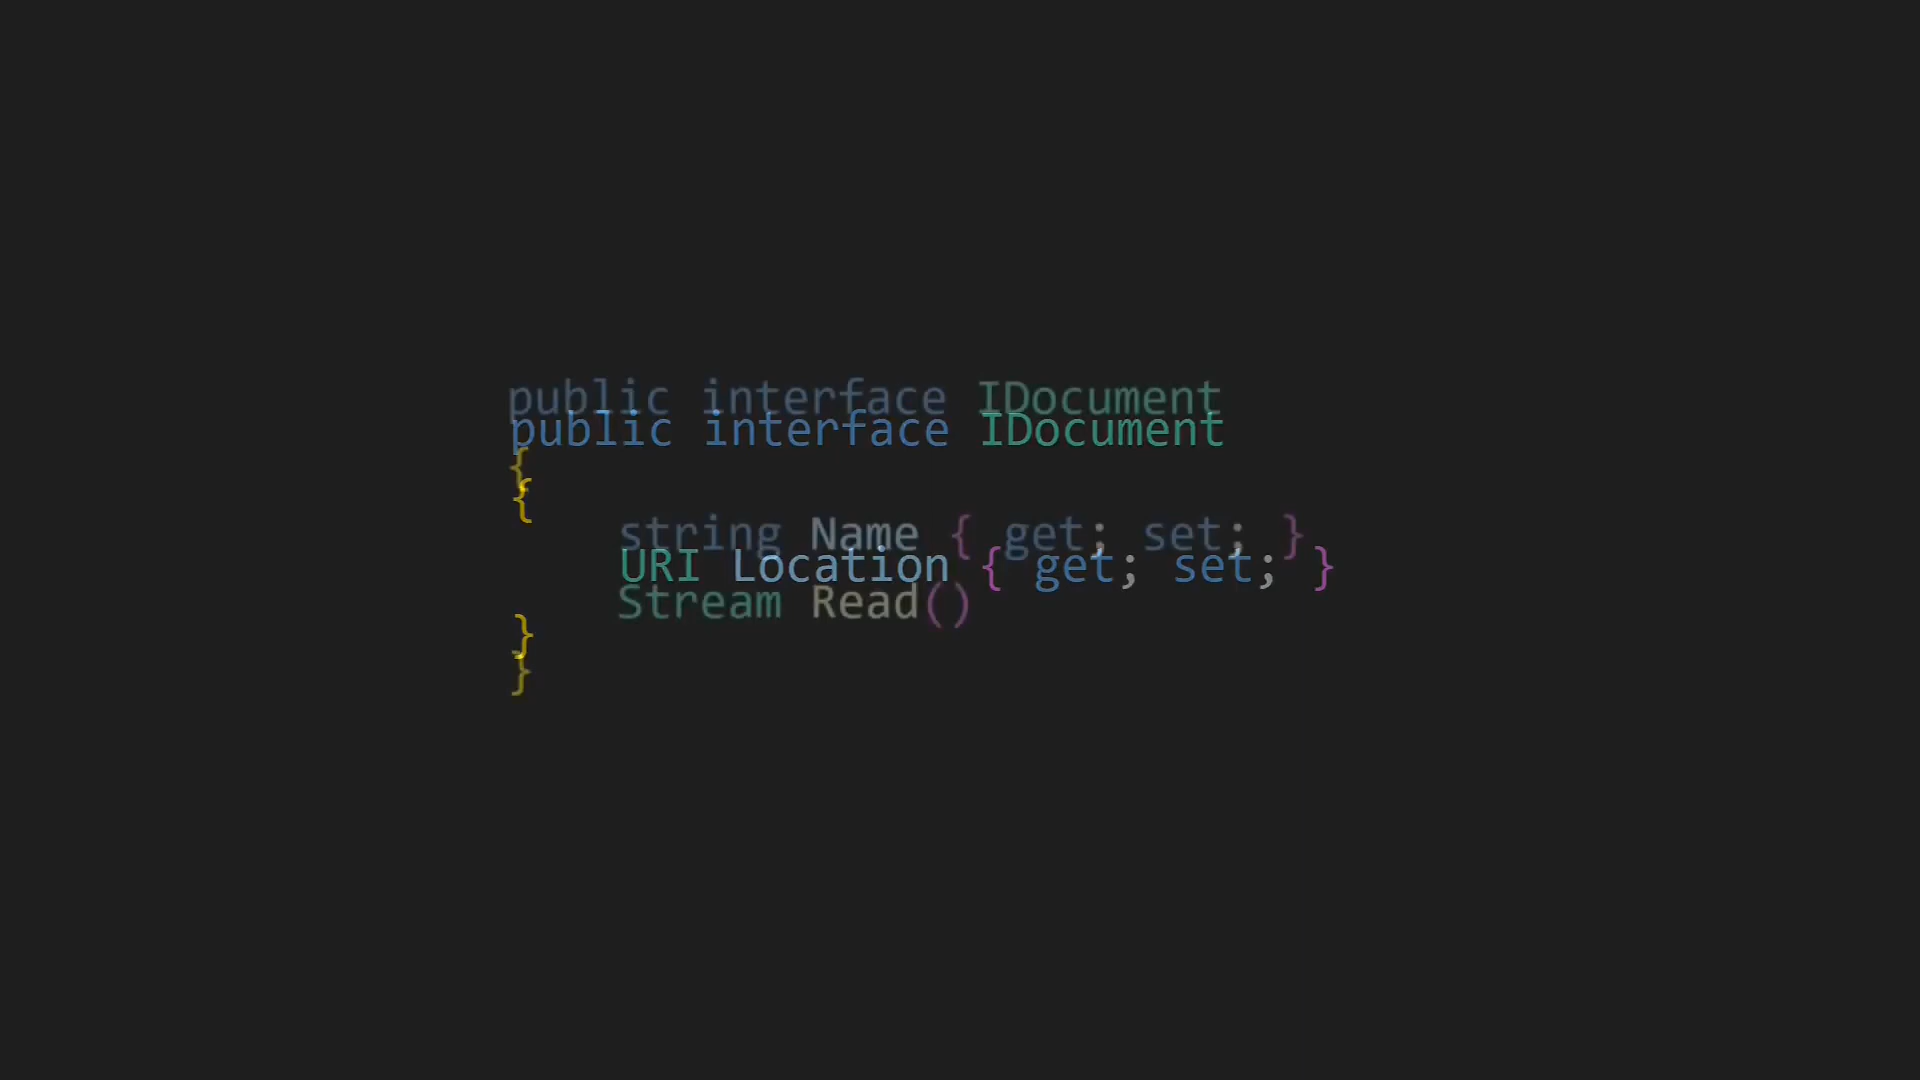 public interface IDocument
public interface IDocument
{
{
string Name { get; set; }
URI Location { get; set; }
Stream Read()
}
}